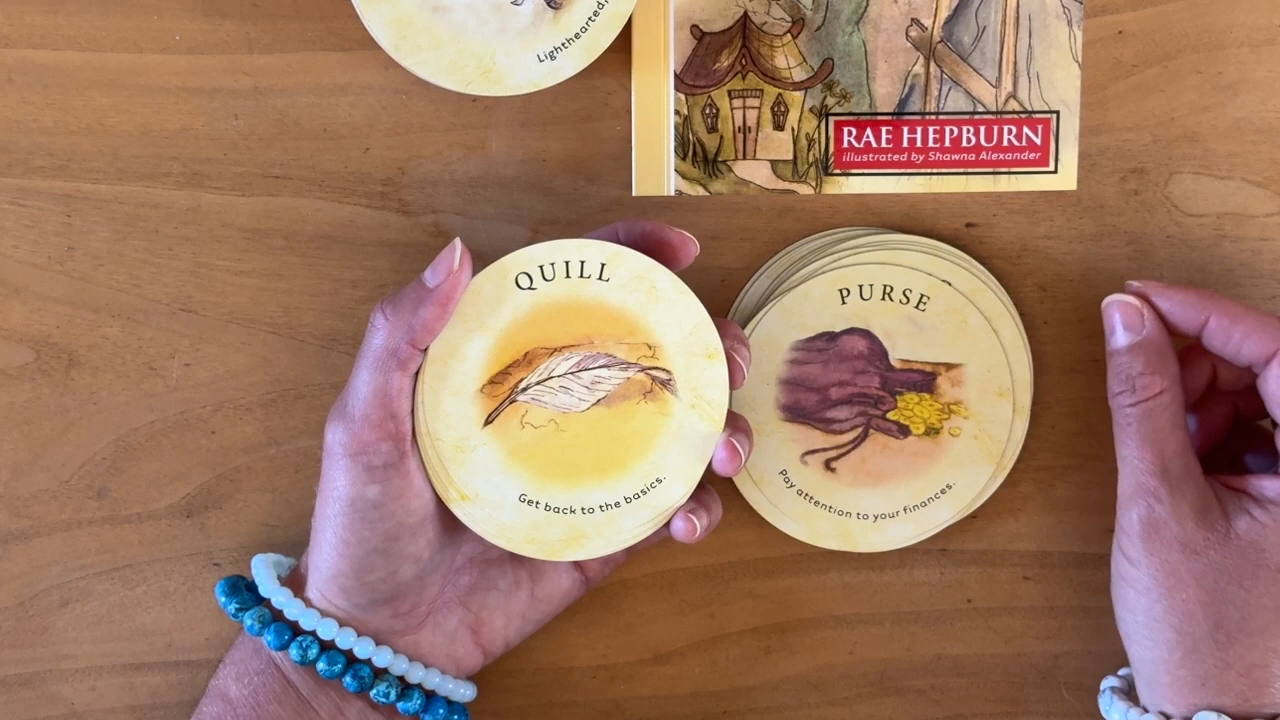 Lighthearted,
RAE HEPBURN
illustrated by Shawna Alexander
QUILL
Get back to the basics.
PURSE
Pay attention to your finances.